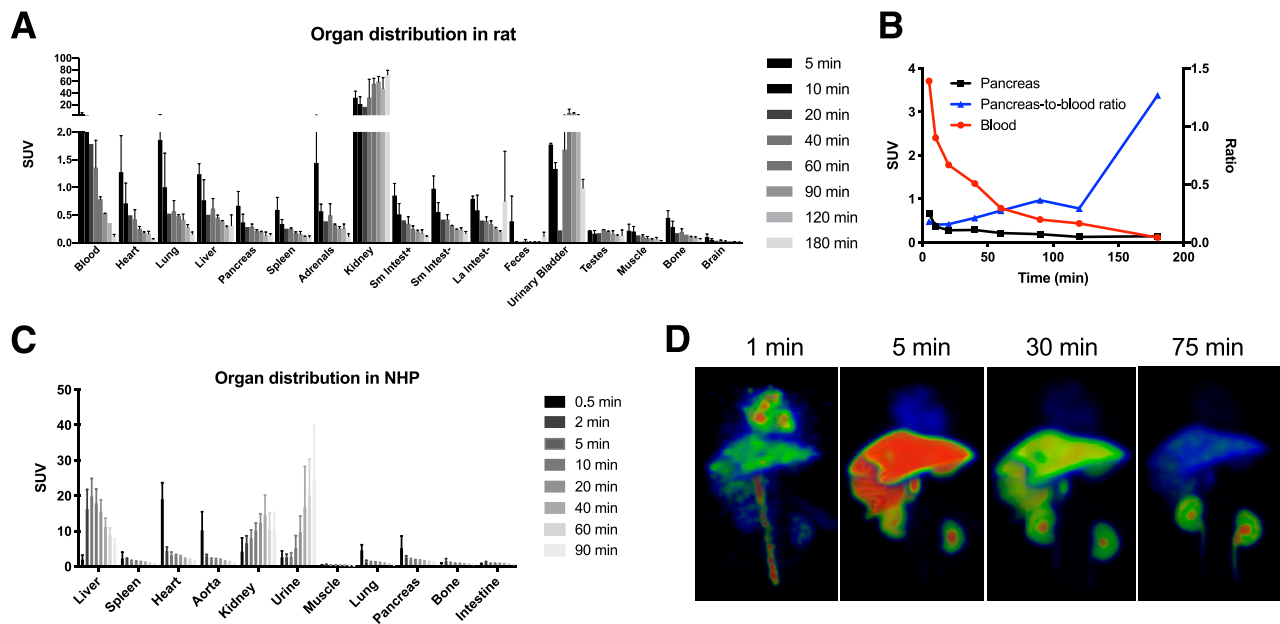 A
Organ distribution in rat
SUV
100
80
60
40
20
2.0
1.5
1.0
0.5
0.0
Blood
Heart
Lung
Liver
Pancreas
Spleen
Adrenals
Kidney
Sm Intest+
Sm Intest-
La Intest-
Feces
Urinary Bladder
Testes
Muscle
Bone
Brain
5 min
10 min
20 min
40 min
60 min
90 min
120 min
180 min
B
Pancreas
Pancreas-to-blood ratio
Blood
SUV
4
3
2
1
0
Ratio
1.5
1.0
0.5
0.0
0 50 100 150 200
Time (min)
C
Organ distribution in NHP
SUV
50
40
30
20
10
0
Liver
Spleen
Heart
Aorta
Kidney
Urine
Muscle
Lung
Pancreas
Bone
Intestine
0.5 min
2 min
5 min
10 min
20 min
40 min
60 min
90 min
D
1 min 5 min 30 min 75 min